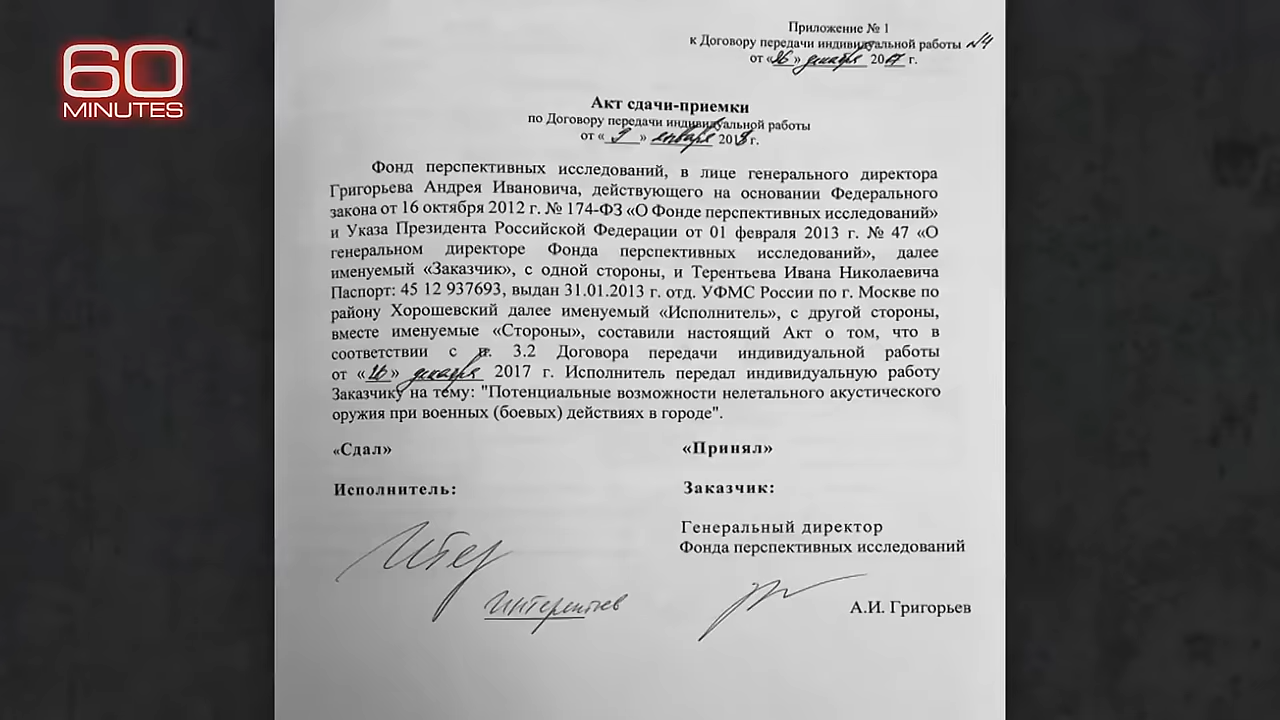 60
MINUTES
Приложение № 1
к Договору передачи индивидуальной работы №4
от «26» декабря 2017 г.
Акт сдачи-приемки
по Договору передачи индивидуальной работы
от « 9 » января 2018 г.
Фонд перспективных исследований, в лице генерального директора
Григорьева Андрея Ивановича, действующего на основании Федерального
закона от 16 октября 2012 г. № 174-ФЗ «О Фонде перспективных исследований»
и Указа Президента Российской Федерации от 01 февраля 2013 г. № 47 «О
генеральном директоре Фонда перспективных исследований», далее
именуемый «Заказчик», с одной стороны, и Терентьева Ивана Николаевича
Паспорт: 45 12 937693, выдан 31.01.2013 г. отд. УФМС России по г. Москве по
району Хорошевский далее именуемый «Исполнитель», с другой стороны,
вместе именуемые «Стороны», составили настоящий Акт о том, что в
соответствии с п. 3.2 Договора передачи индивидуальной работы
от «26» декабря 2017 г. Исполнитель передал индивидуальную работу
Заказчику на тему: "Потенциальные возможности нелетального акустического
оружия при военных (боевых) действиях в городе".
«Сдал» «Принял»
Исполнитель: Заказчик:
Генеральный директор
Фонда перспективных исследований
ИНТерентьев
А.И. Григорьев